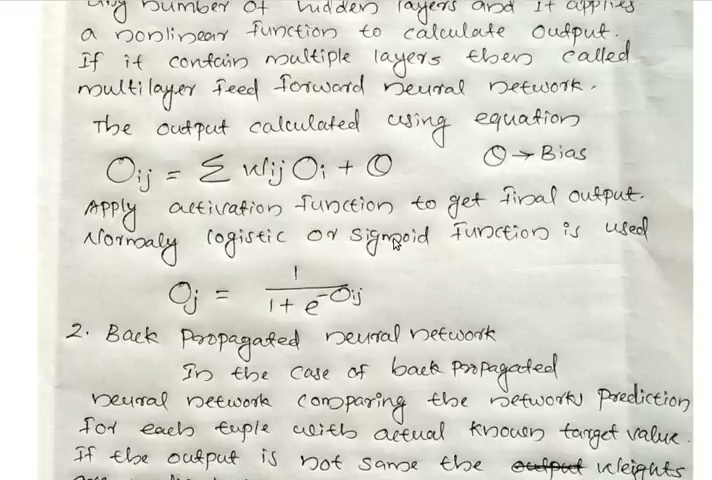 any number of hidden layers and it applies
a nonlinear function to calculate output.
If it contain multiple layers then called
multilayer feed forward neural network.
The output calculated using equation
Oij = Σ wij Oi + Θ    Θ → Bias
Apply activation function to get final output.
Normaly logistic or sigmoid function is used
Oj = 1 / 1 + e^-Oij
2. Back Propagated neural network
In the case of back propagated
neural network comparing the networks prediction
for each tuple with actual known target value.
If the output is not same the output weights